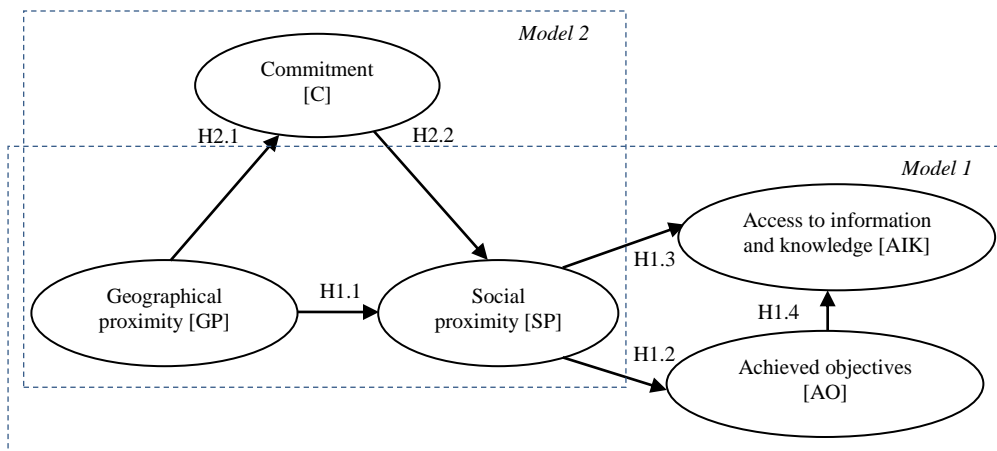 Model 2
Commitment
[C]
H2.1
H2.2
Model 1
Access to information
and knowledge [AIK]
H1.3
Geographical
proximity [GP]
H1.1
Social
proximity [SP]
H1.4
H1.2
Achieved objectives
[AO]